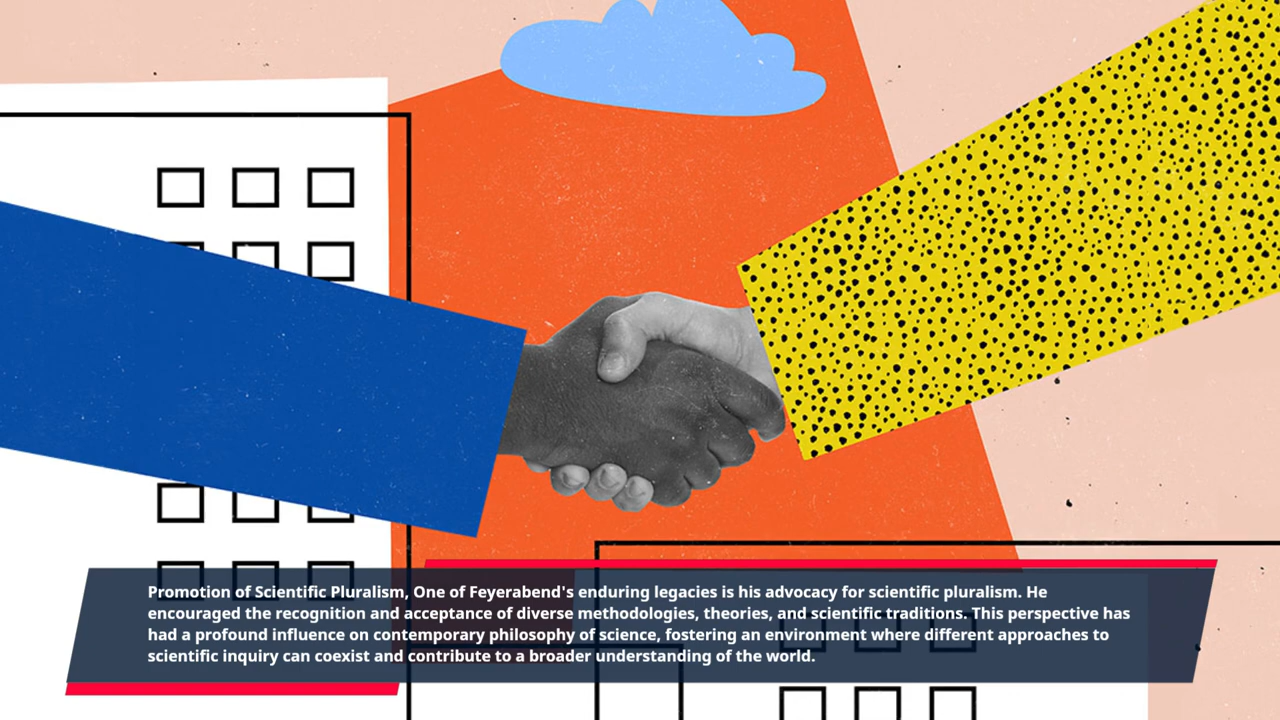 Promotion of Scientific Pluralism, One of Feyerabend's enduring legacies is his advocacy for scientific pluralism. He
encouraged the recognition and acceptance of diverse methodologies, theories, and scientific traditions. This perspective has
had a profound influence on contemporary philosophy of science, fostering an environment where different approaches to
scientific inquiry can coexist and contribute to a broader understanding of the world.